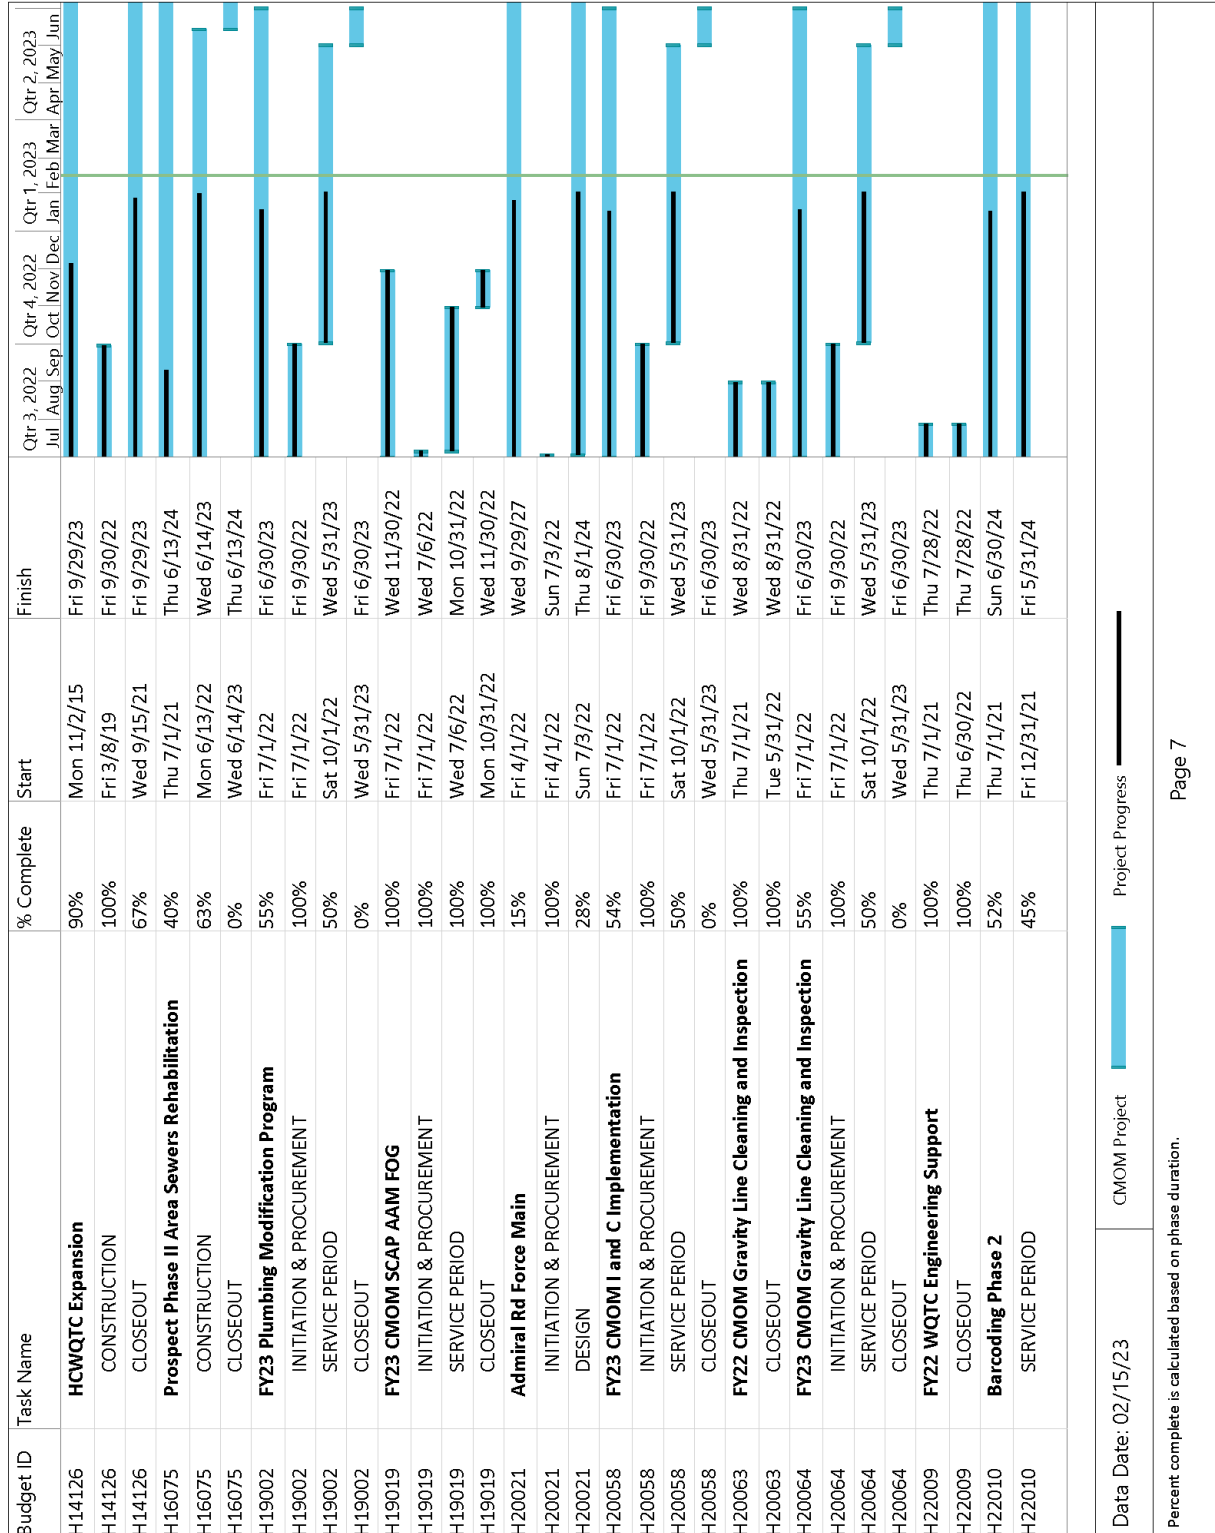 Budget ID Task Name % Complete Start Finish Qtr 3, 2022 Qtr 4, 2022 Qtr 1, 2023 Qtr 2, 2023
Jul Aug Sep Oct Nov Dec Jan Feb Mar Apr May Jun
H14126 HCWQTC Expansion 90% Mon 11/2/15 Fri 9/29/23
H14126 CONSTRUCTION 100% Fri 3/8/19 Fri 9/30/22
H14126 CLOSEOUT 67% Wed 9/15/21 Fri 9/29/23
H16075 Prospect Phase II Area Sewers Rehabilitation 40% Thu 7/1/21 Thu 6/13/24
H16075 CONSTRUCTION 63% Mon 6/13/22 Wed 6/14/23
H16075 CLOSEOUT 0% Wed 6/14/23 Thu 6/13/24
H19002 FY23 Plumbing Modification Program 55% Fri 7/1/22 Fri 6/30/23
H19002 INITIATION & PROCUREMENT 100% Fri 7/1/22 Fri 9/30/22
H19002 SERVICE PERIOD 50% Sat 10/1/22 Wed 5/31/23
H19002 CLOSEOUT 0% Wed 5/31/23 Fri 6/30/23
H19019 FY23 CMOM SCAP AAM FOG 100% Fri 7/1/22 Wed 11/30/22
H19019 INITIATION & PROCUREMENT 100% Fri 7/1/22 Wed 7/6/22
H19019 SERVICE PERIOD 100% Wed 7/6/22 Mon 10/31/22
H19019 CLOSEOUT 100% Mon 10/31/22 Wed 11/30/22
H20021 Admiral Rd Force Main 15% Fri 4/1/22 Wed 9/29/27
H20021 INITIATION & PROCUREMENT 100% Fri 4/1/22 Sun 7/3/22
H20021 DESIGN 28% Sun 7/3/22 Thu 8/1/24
H20058 FY23 CMOM I and C Implementation 54% Fri 7/1/22 Fri 6/30/23
H20058 INITIATION & PROCUREMENT 100% Fri 7/1/22 Fri 9/30/22
H20058 SERVICE PERIOD 50% Sat 10/1/22 Wed 5/31/23
H20058 CLOSEOUT 0% Wed 5/31/23 Fri 6/30/23
H20063 FY22 CMOM Gravity Line Cleaning and Inspection 100% Thu 7/1/21 Wed 8/31/22
H20063 CLOSEOUT 100% Tue 5/31/22 Wed 8/31/22
H20064 FY23 CMOM Gravity Line Cleaning and Inspection 55% Fri 7/1/22 Fri 6/30/23
H20064 INITIATION & PROCUREMENT 100% Fri 7/1/22 Fri 9/30/22
H20064 SERVICE PERIOD 50% Sat 10/1/22 Wed 5/31/23
H20064 CLOSEOUT 0% Wed 5/31/23 Fri 6/30/23
H22009 FY22 WQTC Engineering Support 100% Thu 7/1/21 Thu 7/28/22
H22009 CLOSEOUT 100% Thu 6/30/22 Thu 7/28/22
H22010 Barcoding Phase 2 52% Thu 7/1/21 Sun 6/30/24
H22010 SERVICE PERIOD 45% Fri 12/31/21 Fri 5/31/24
Data Date: 02/15/23 CMOM Project Project Progress
Percent complete is calculated based on phase duration. Page 7